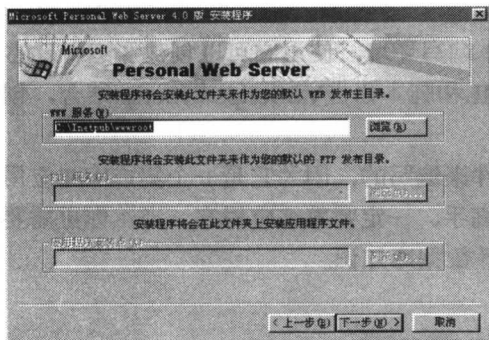 Microsoft Personal Web Server 4.0 版 安装程序
Microsoft
Personal Web Server
安装程序将会安装此文件夹来作为您的默认 WEB 发布主目录。
WWW 服务(W)
C:\Inetpub\wwwroot
浏览(R)
安装程序将会安装此文件夹来作为您的默认的 FTP 发布目录。
安装程序将会在此文件夹上安装应用程序文件。
<上一步(B)
下一步(N)>
取消